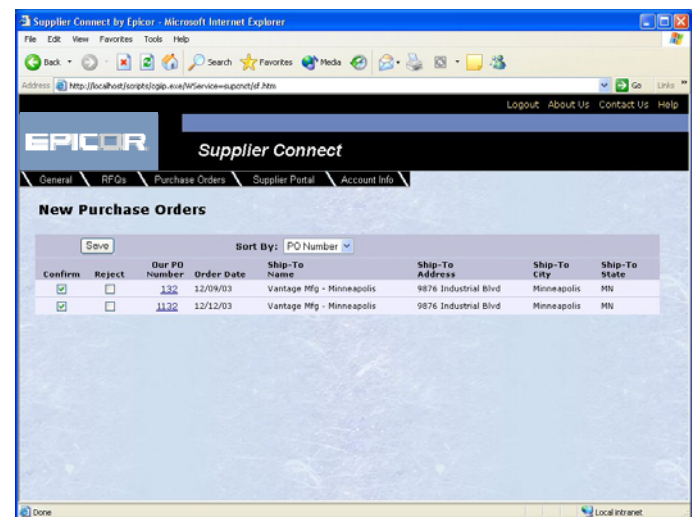 Supplier Connect by Epicor - Microsoft Internet Explorer
File Edit View Favorites Tools Help
Back Search Favorites Media
Address http://localhost/scripts/cgiip.exe/WService=supcnct/sf.htm Go Links »
Logout About Us Contact Us Help
EPICOR
Supplier Connect
General RFQs Purchase Orders Supplier Portal Account Info
New Purchase Orders
Save Sort By: PO Number
Confirm Reject Our PO Number Order Date Ship-To Name Ship-To Address Ship-To City Ship-To State
132 12/09/03 Vantage Mfg - Minneapolis 9876 Industrial Blvd Minneapolis MN
1132 12/12/03 Vantage Mfg - Minneapolis 9876 Industrial Blvd Minneapolis MN
Done Local intranet